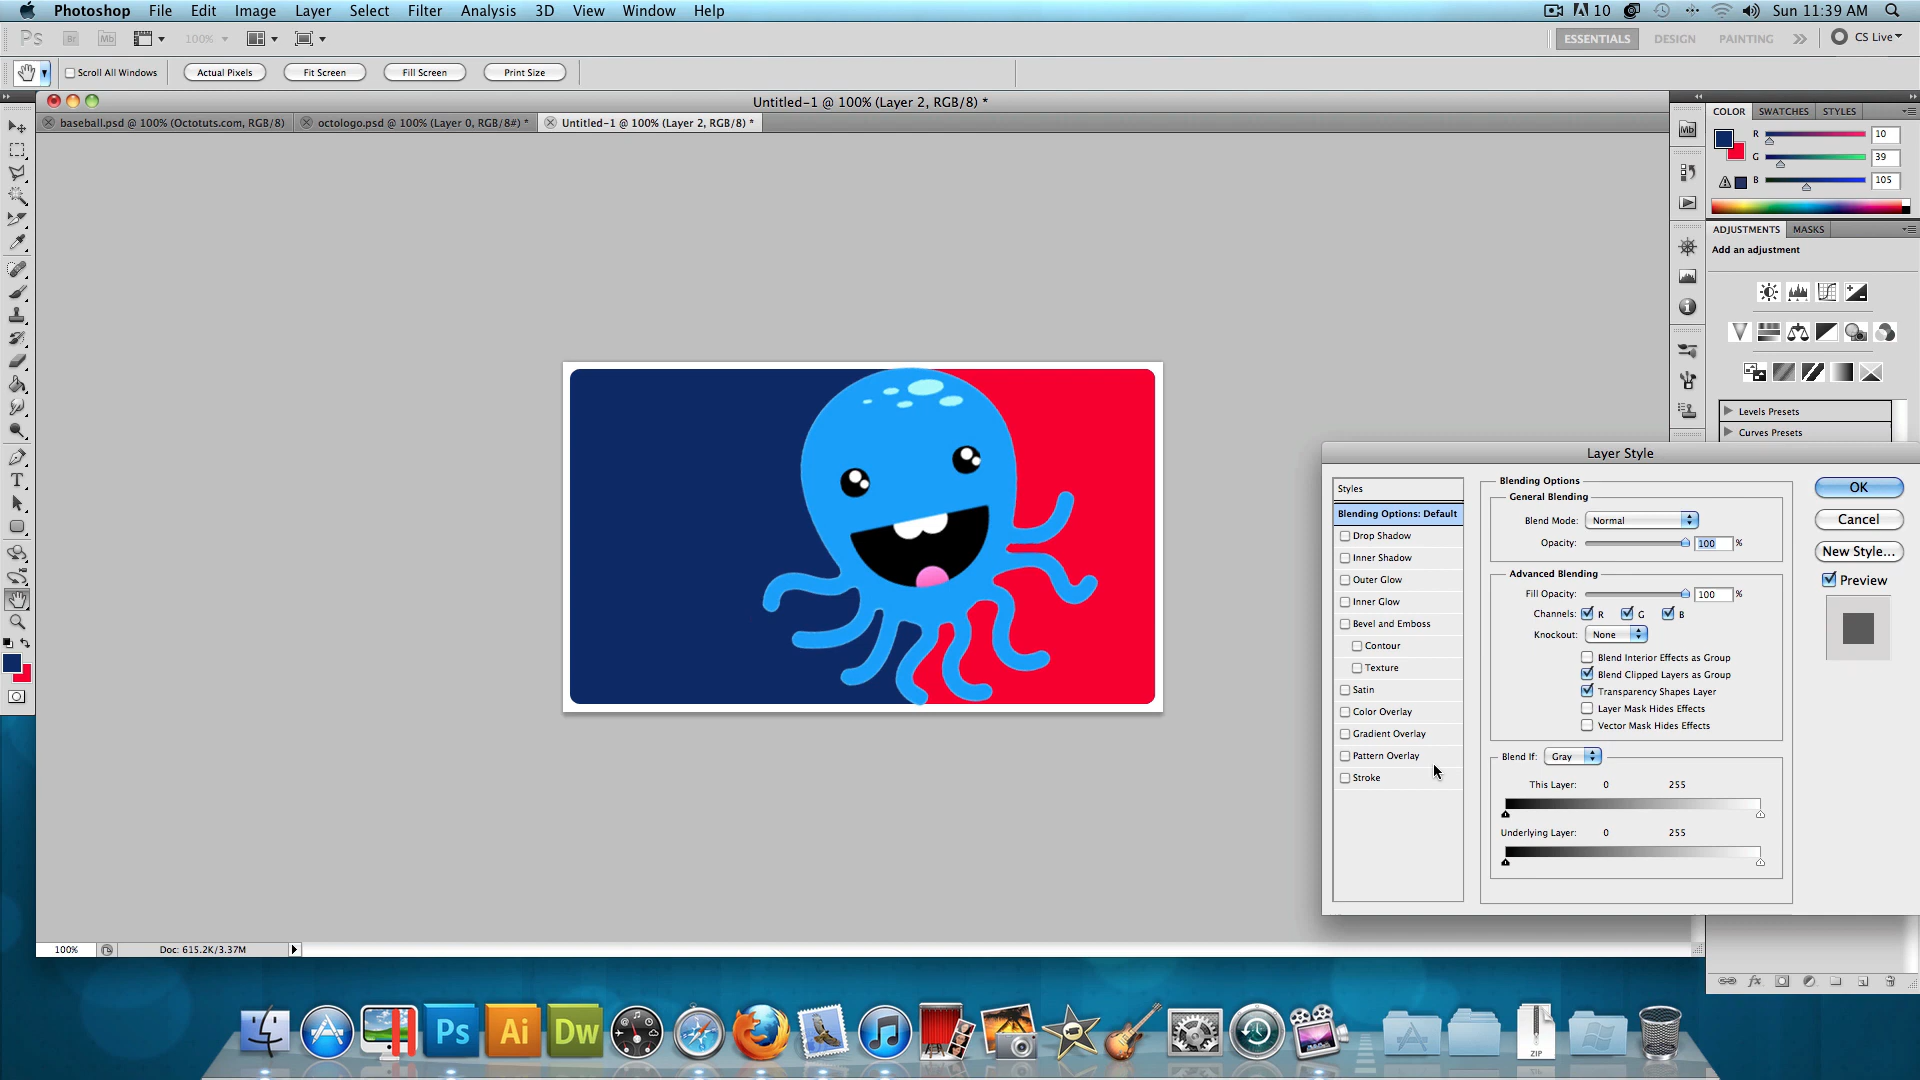 Photoshop File Edit Image Layer Select Filter Analysis 3D View Window Help 10 Sun 11:39 AM
Ps Br Mb 100% ESSENTIALS DESIGN PAINTING CS Live
Scroll All Windows Actual Pixels Fit Screen Fill Screen Print Size
Untitled-1 @ 100% (Layer 2, RGB/8) *
baseball.psd @ 100% (Octotuts.com, RGB/8) octologo.psd @ 100% (Layer 0, RGB/8#) * Untitled-1 @ 100% (Layer 2, RGB/8) *
COLOR SWATCHES STYLES
Mb
R 10
G 39
B 105
ADJUSTMENTS MASKS
Add an adjustment
Levels Presets
Curves Presets
Layer Style
Styles
Blending Options: Default
Drop Shadow
Inner Shadow
Outer Glow
Inner Glow
Bevel and Emboss
Contour
Texture
Satin
Color Overlay
Gradient Overlay
Pattern Overlay
Stroke
Blending Options
General Blending
Blend Mode: Normal
Opacity: 100 %
Advanced Blending
Fill Opacity: 100 %
Channels: R G B
Knockout: None
Blend Interior Effects as Group
Blend Clipped Layers as Group
Transparency Shapes Layer
Layer Mask Hides Effects
Vector Mask Hides Effects
Blend If: Gray
This Layer: 0 255
Underlying Layer: 0 255
OK
Cancel
New Style...
Preview
T
100% Doc: 615.2K/3.37M
fx
Ps Ai Dw
ZIP